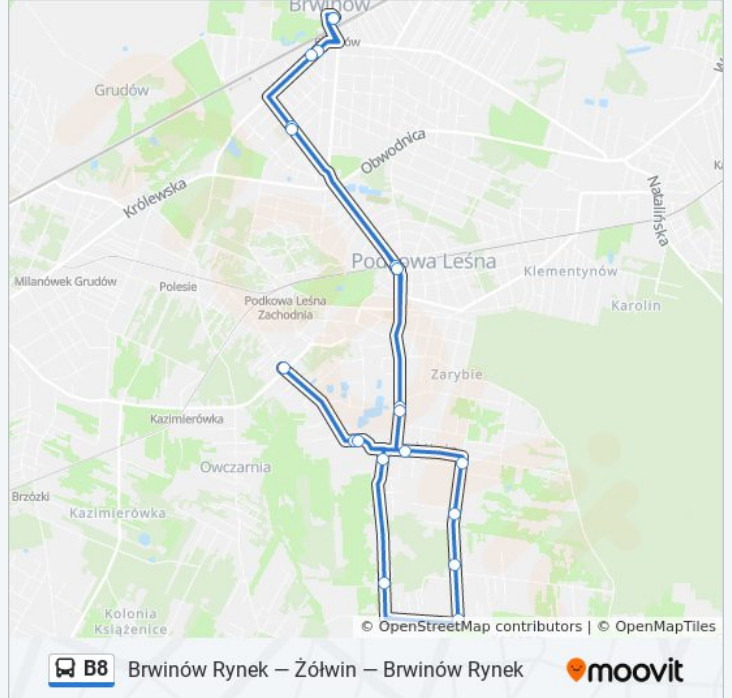 Brwinów
Grudów
Obwodnica
Królewska
Natalińska
Podkowa Leśna
Klementynów
Milanówek Grudów
Polesie
Podkowa Leśna
Zachodnia
Karolin
Zarybie
Kazimierówka
Owczarnia
Brzózki
Kazimierówka
Kolonia
Książenice
© OpenStreetMap contributors | © OpenMapTiles
B8 Brwinów Rynek — Żółwin — Brwinów Rynek
moovit